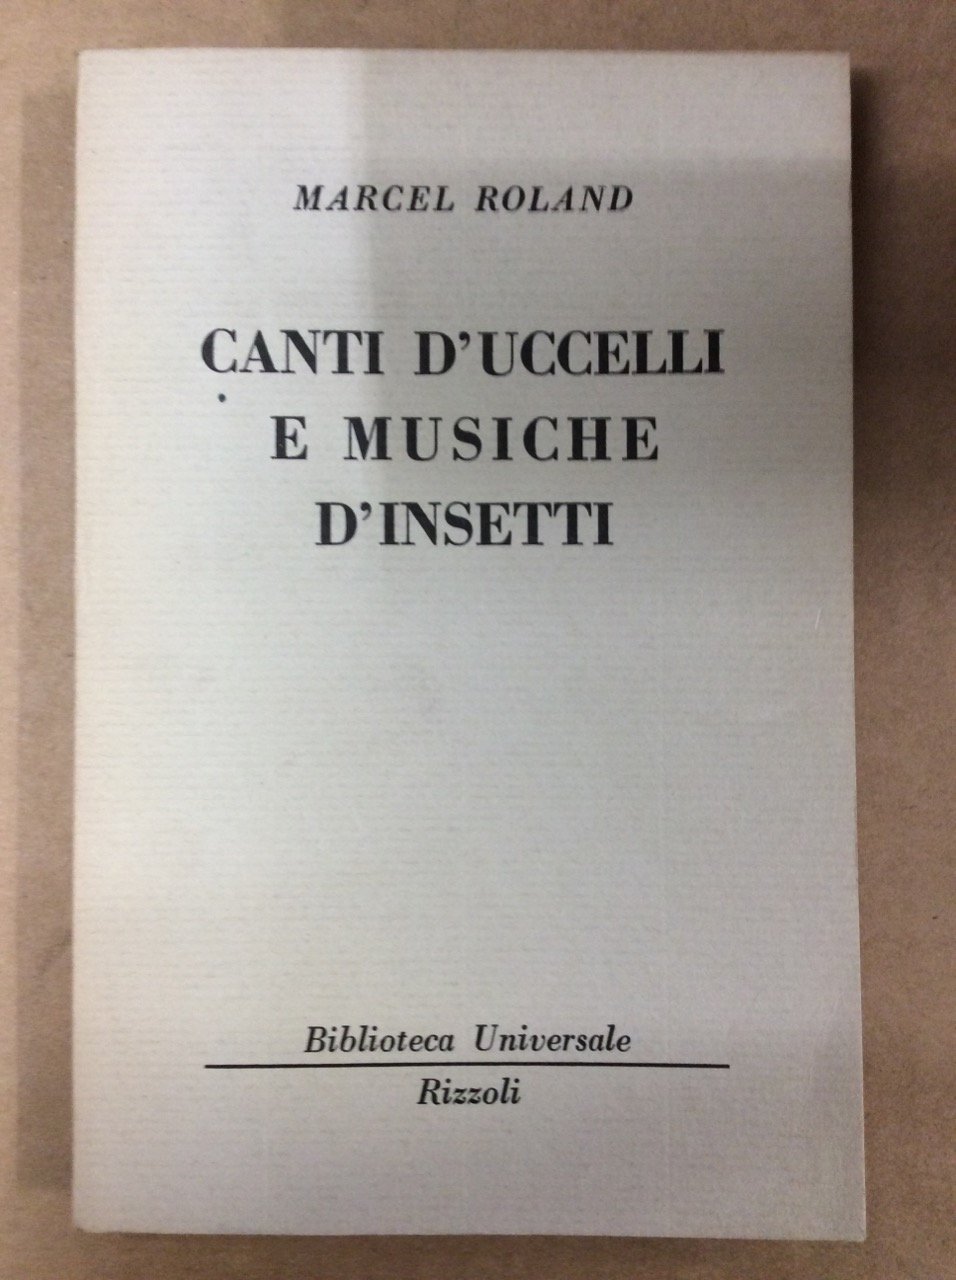 MARCEL ROLAND
CANTI D'UCCELLI
E MUSICHE
D'INSETTI
Biblioteca Universale
Rizzoli